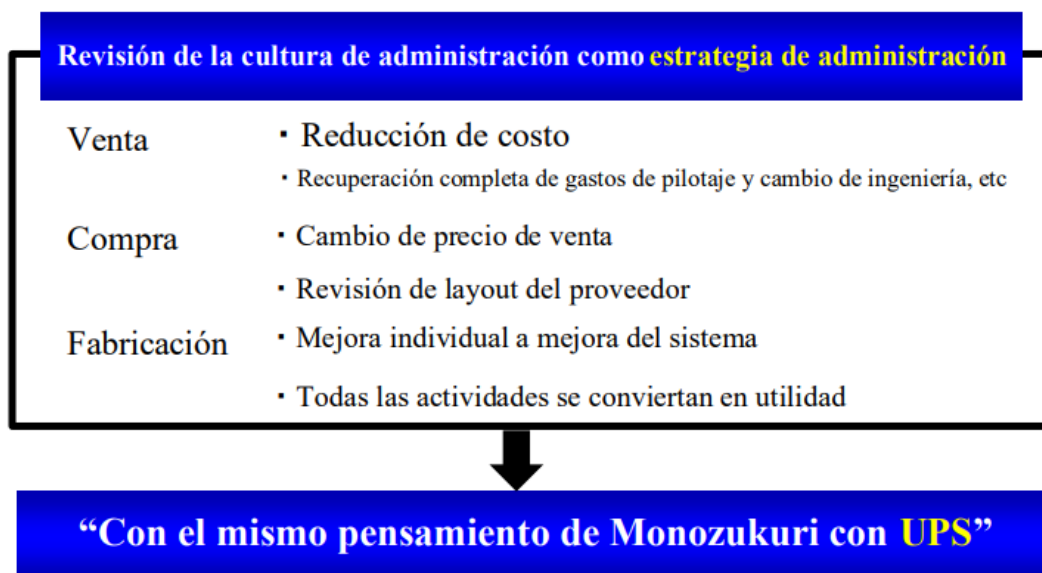 Revisión de la cultura de administración como estrategia de administración
Venta
・Reducción de costo
・Recuperación completa de gastos de pilotaje y cambio de ingeniería, etc
Compra
・Cambio de precio de venta
・Revisión de layout del proveedor
Fabricación
・Mejora individual a mejora del sistema
・Todas las actividades se conviertan en utilidad
“Con el mismo pensamiento de Monozukuri con UPS”